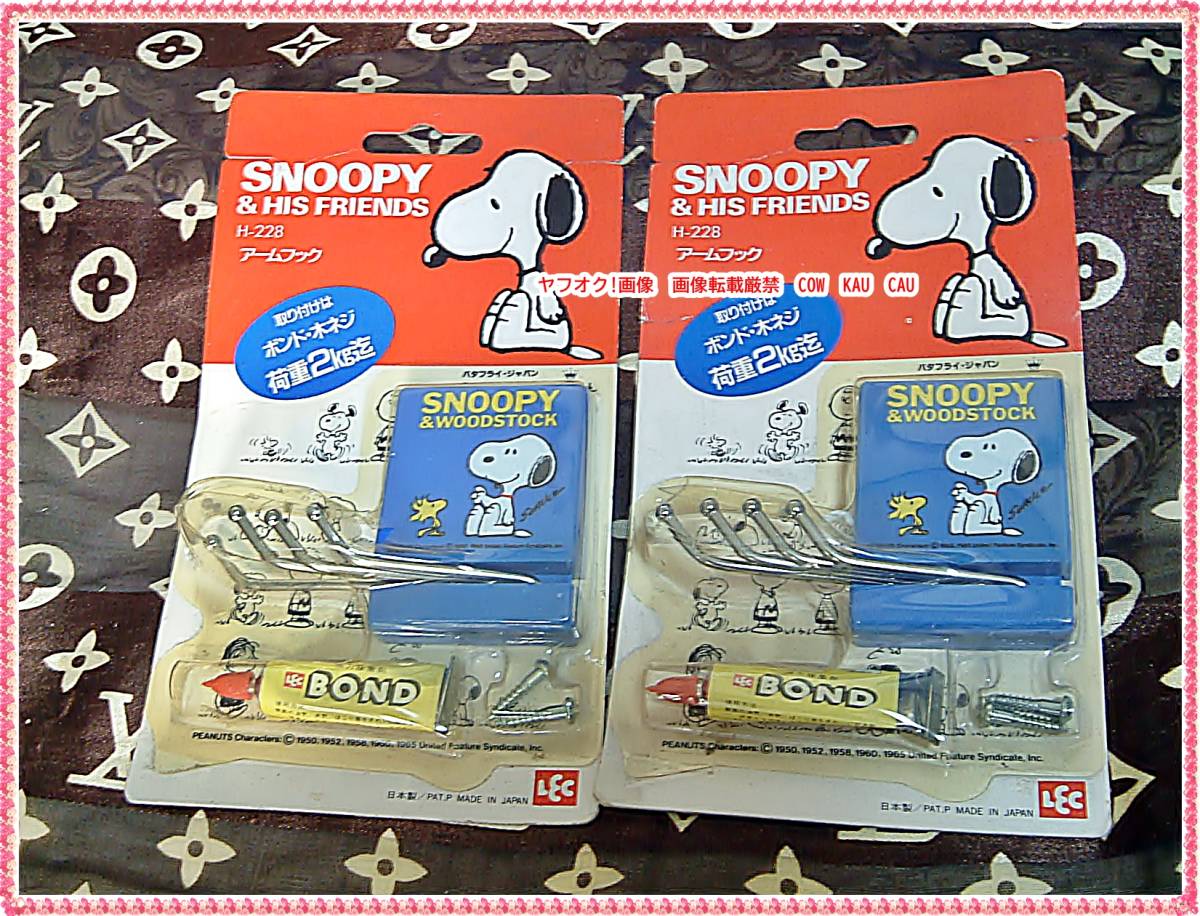 SNOOPY
& HIS FRIENDS
H-228
アームフック
取り付けは
ボンド・木ネジ
荷重2kg迄
バタフライ・ジャパン
SNOOPY
& WOODSTOCK
LEC BOND
PEANUTS Characters: © 1950, 1952, 1958, 1960, 1965 United Feature Syndicate, Inc.
日本製/PAT.P MADE IN JAPAN
LEC
SNOOPY
& HIS FRIENDS
H-228
アームフック
取り付けは
ボンド・木ネジ
荷重2kg迄
バタフライ・ジャパン
SNOOPY
& WOODSTOCK
LEC BOND
PEANUTS Characters: © 1950, 1952, 1958, 1960, 1965 United Feature Syndicate, Inc.
日本製/PAT.P MADE IN JAPAN
LEC
ヤフオク!画像 画像転載厳禁 COW KAU CAU